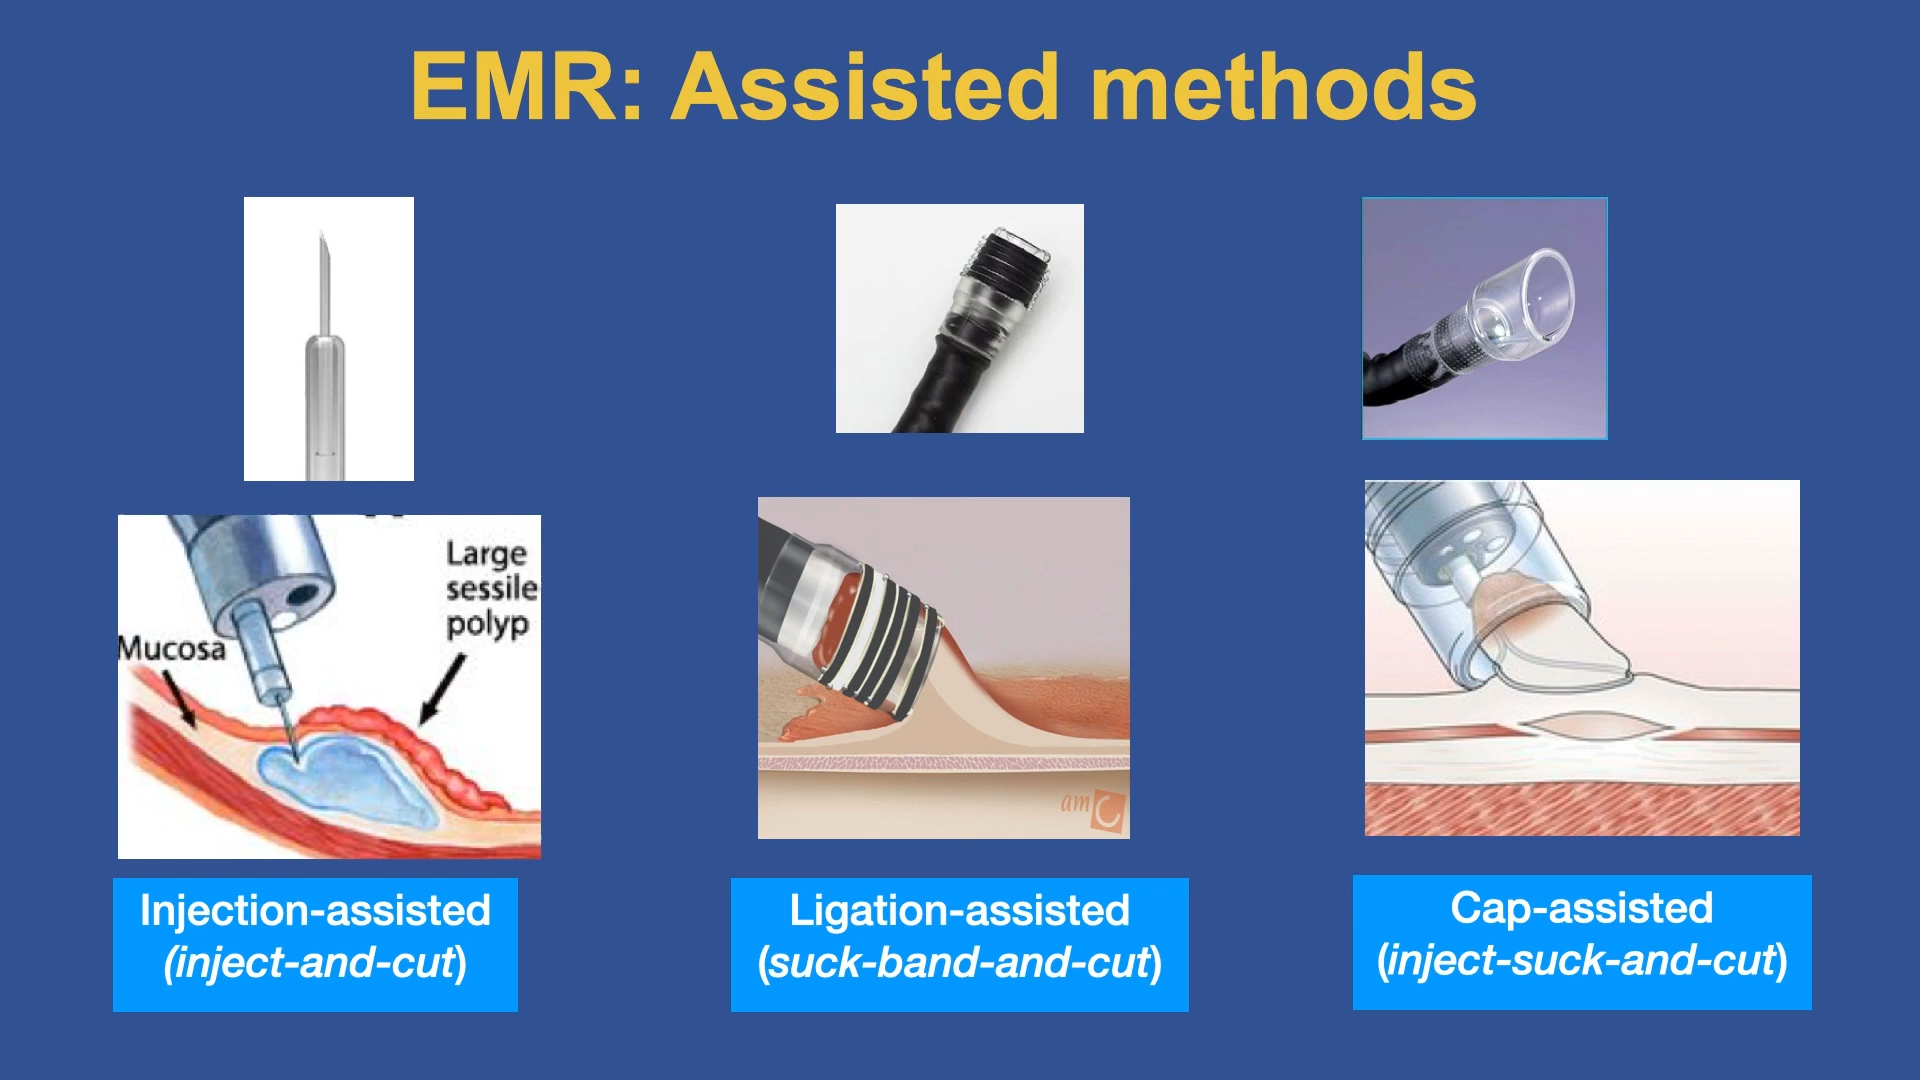 EMR: Assisted methods
Large
sessile
polyp
Mucosa
am
Injection-assisted
(inject-and-cut)
Ligation-assisted
(suck-band-and-cut)
Cap-assisted
(inject-suck-and-cut)